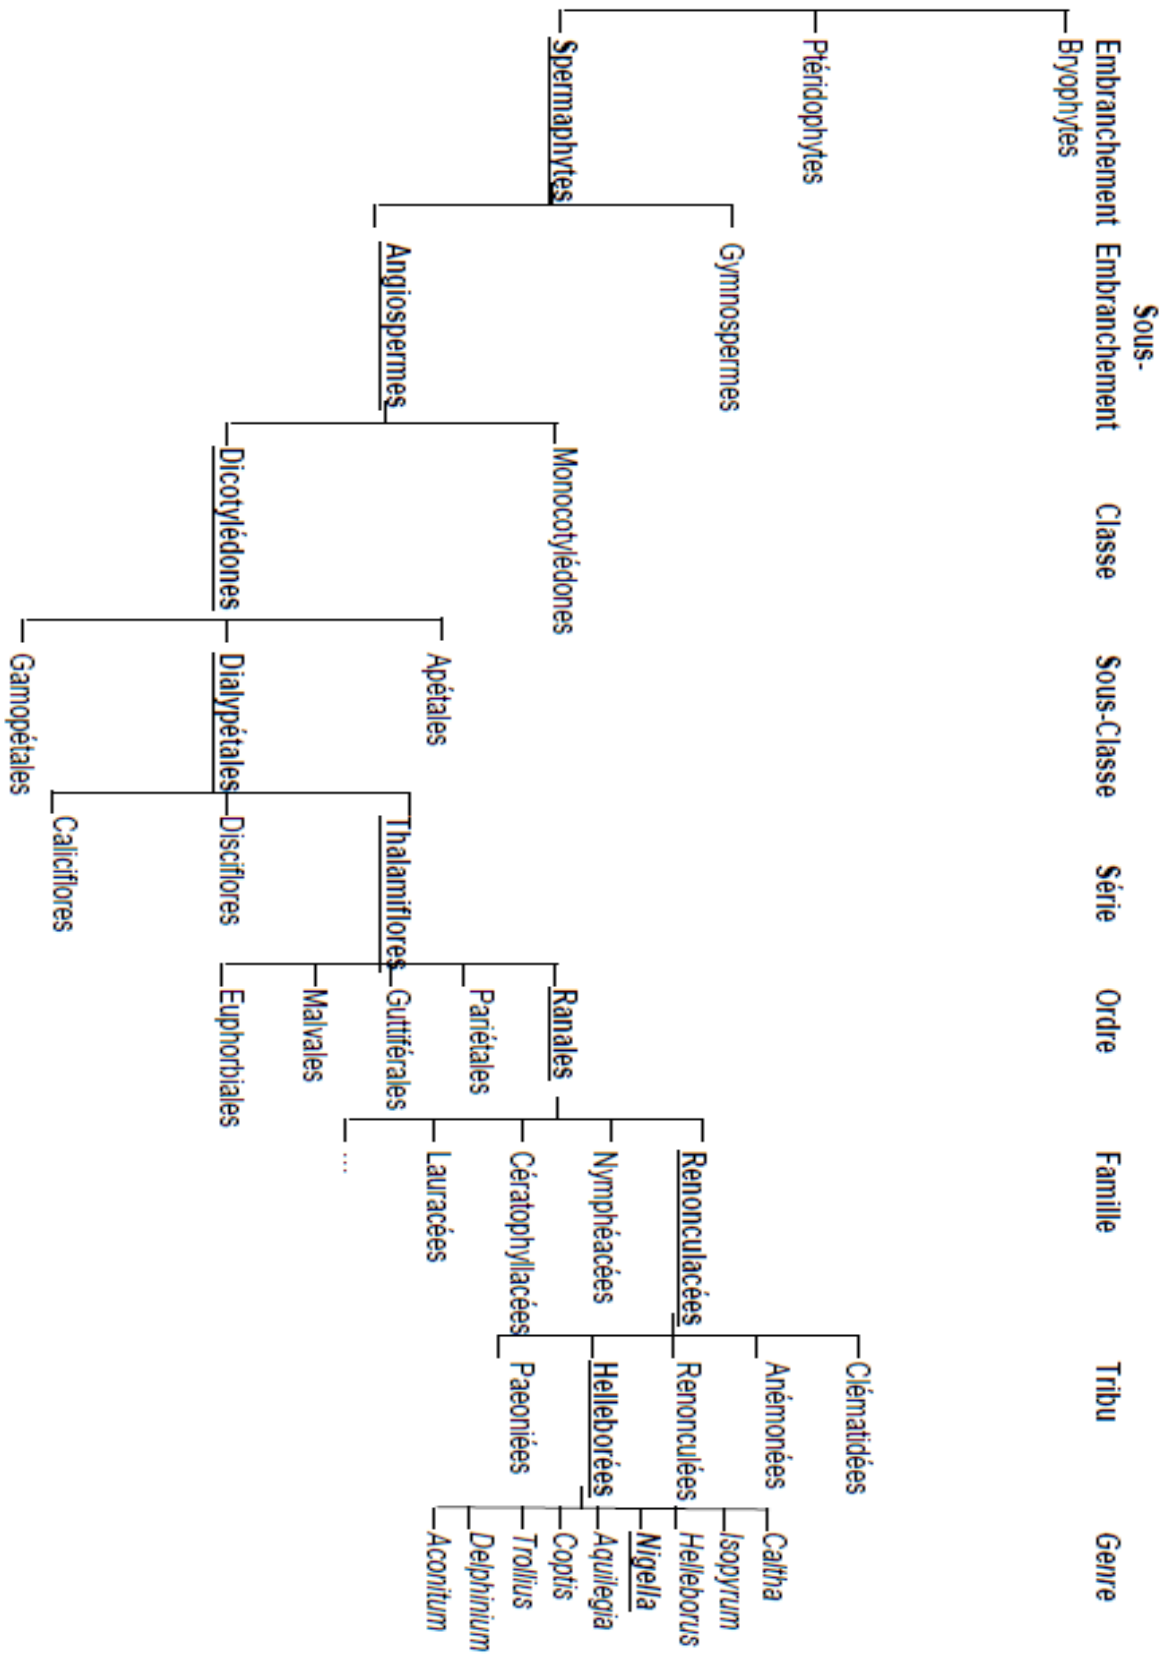 Embranchement
Sous-
Embranchement
Classe
Sous-Classe
Série
Ordre
Famille
Tribu
Genre
Bryophytes
Ptéridophytes
Spermaphytes
Gymnospermes
Angiospermes
Monocotylédones
Dicotylédones
Apétales
Dialypétales
Gamopétales
Thalamiflores
Disciflores
Caliciflores
Ranales
Pariétales
Guttiférales
Malvales
Euphorbiales
Renonculacées
Nymphéacées
Cératophyllacées
Lauracées
...
Clématidées
Anémonées
Renonculées
Helleborées
Paeoniées
Caltha
Isopyrum
Helleborus
Nigella
Aquilegia
Coptis
Trollius
Delphinium
Aconitum